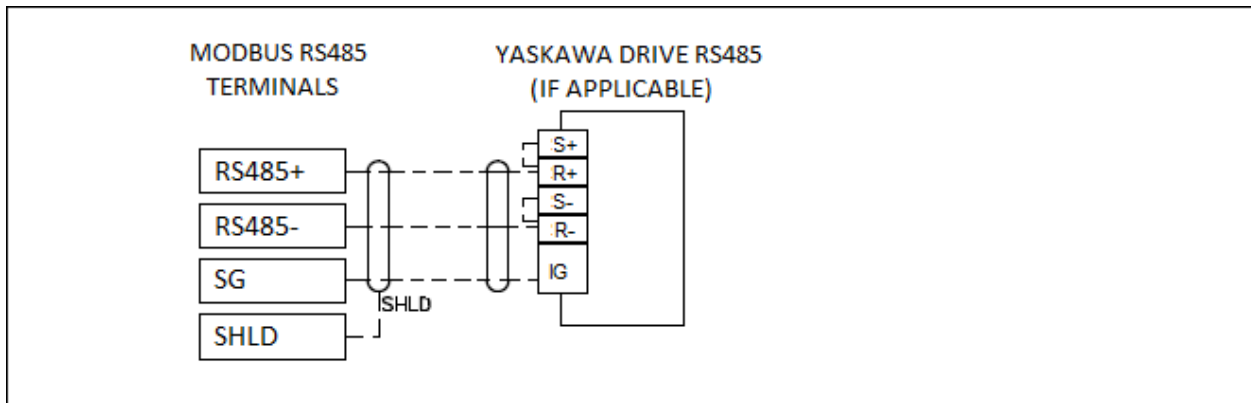 MODBUS RS485
TERMINALS
YASKAWA DRIVE RS485
(IF APPLICABLE)
RS485+
RS485-
SG
SHLD
SHLD
S+
R+
S-
R-
IG